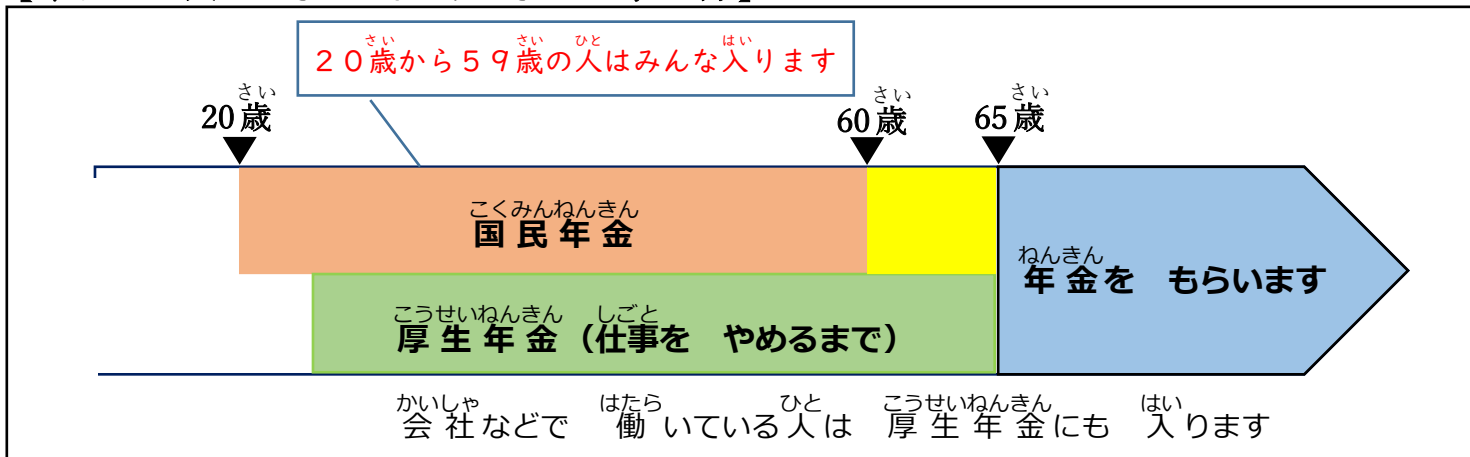 ２０歳から５９歳の人はみんな入ります
20歳
60歳
65歳
国民年金
年金を　もらいます
厚生年金（仕事を　やめるまで）
会社などで　働いている人は　厚生年金にも　入ります